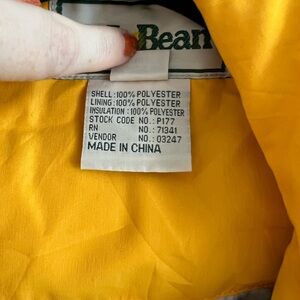 Bean
SHELL: 100% POLYESTER
LINING: 100% POLYESTER
INSULATION: 100% POLYESTER
STOCK CODE NO.: P177
RN NO.: 71341
VENDOR NO.: 03247
MADE IN CHINA